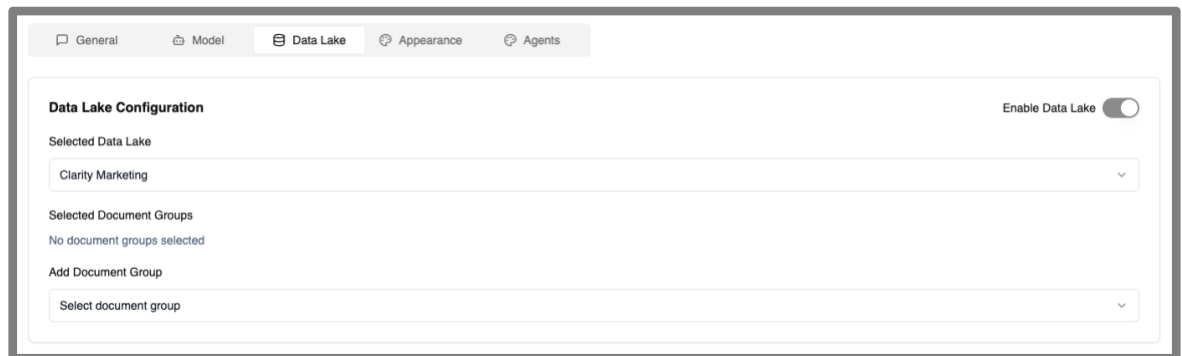 General Model Data Lake Appearance Agents
Data Lake Configuration
Enable Data Lake
Selected Data Lake
Clarity Marketing
Selected Document Groups
No document groups selected
Add Document Group
Select document group